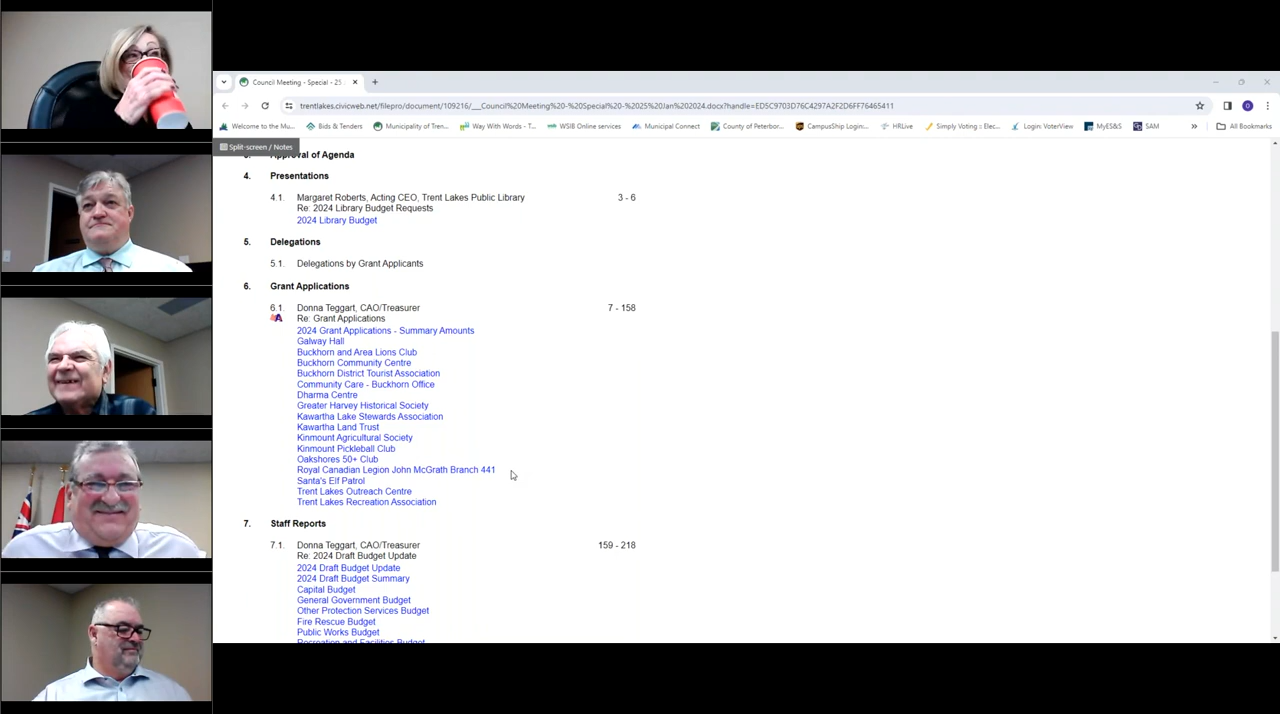 Council Meeting - Special - 25
trentlakes.civicweb.net/filepro/document/109216/___Council%20Meeting%20-%20Special%20-%2025%20Jan%202024.docx?handle=ED5C9703D76C4297A2F2D6FF76465411
Welcome to the Mu...
Bids & Tenders
Municipality of Tren...
Way With Words - T...
WSIB Online services
Municipal Connect
County of Peterbor...
CampusShip Login:...
HRLive
Simply Voting :: Elec...
Login: VoterView
MyES&S
SAM
»
All Bookmarks
Split-screen / Notes
Approval of Agenda
4. Presentations
4.1. Margaret Roberts, Acting CEO, Trent Lakes Public Library 3 - 6
Re: 2024 Library Budget Requests
2024 Library Budget
5. Delegations
5.1. Delegations by Grant Applicants
6. Grant Applications
6.1. Donna Teggart, CAO/Treasurer 7 - 158
Re: Grant Applications
2024 Grant Applications - Summary Amounts
Galway Hall
Buckhorn and Area Lions Club
Buckhorn Community Centre
Buckhorn District Tourist Association
Community Care - Buckhorn Office
Dharma Centre
Greater Harvey Historical Society
Kawartha Lake Stewards Association
Kawartha Land Trust
Kinmount Agricultural Society
Kinmount Pickleball Club
Oakshores 50+ Club
Royal Canadian Legion John McGrath Branch 441
Santa's Elf Patrol
Trent Lakes Outreach Centre
Trent Lakes Recreation Association
7. Staff Reports
7.1. Donna Teggart, CAO/Treasurer 159 - 218
Re: 2024 Draft Budget Update
2024 Draft Budget Update
2024 Draft Budget Summary
Capital Budget
General Government Budget
Other Protection Services Budget
Fire Rescue Budget
Public Works Budget
Recreation and Facilities Budget